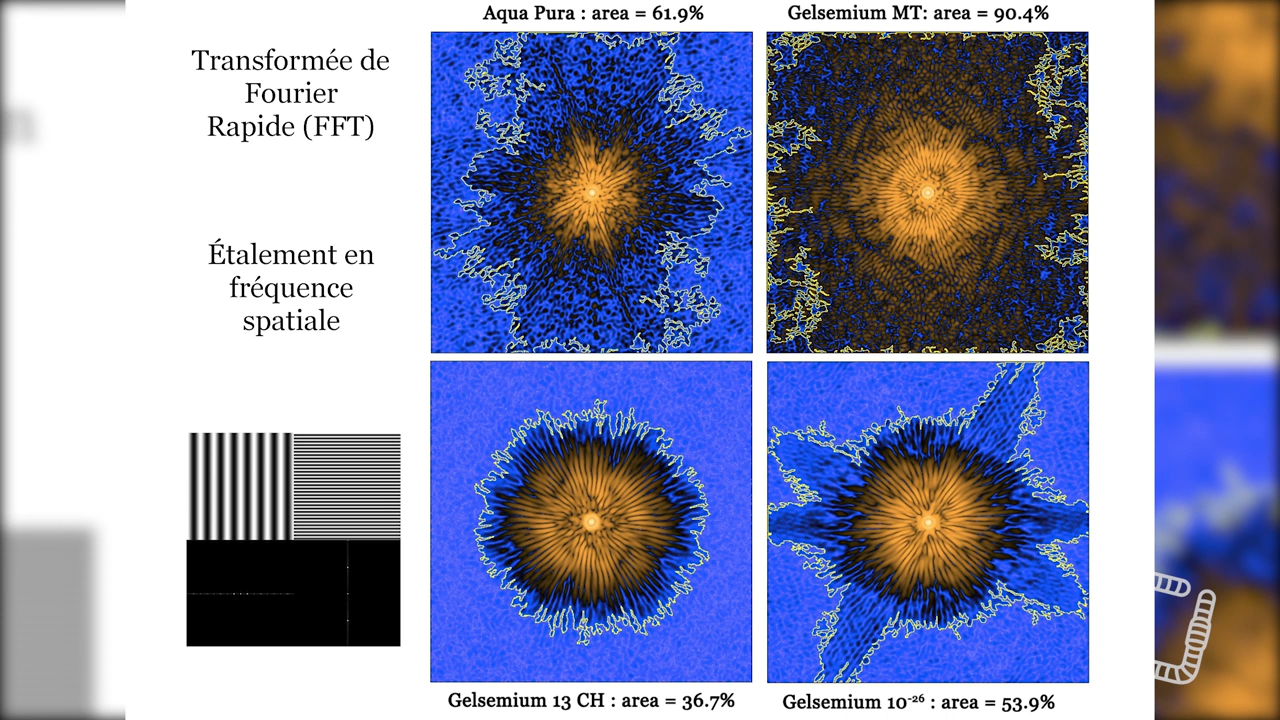 Aqua Pura : area = 61.9%
Gelsemium MT: area = 90.4%
Transformée de
Fourier
Rapide (FFT)
Étalement en
fréquence
spatiale
Gelsemium 13 CH : area = 36.7%
Gelsemium 10⁻²⁶ : area = 53.9%